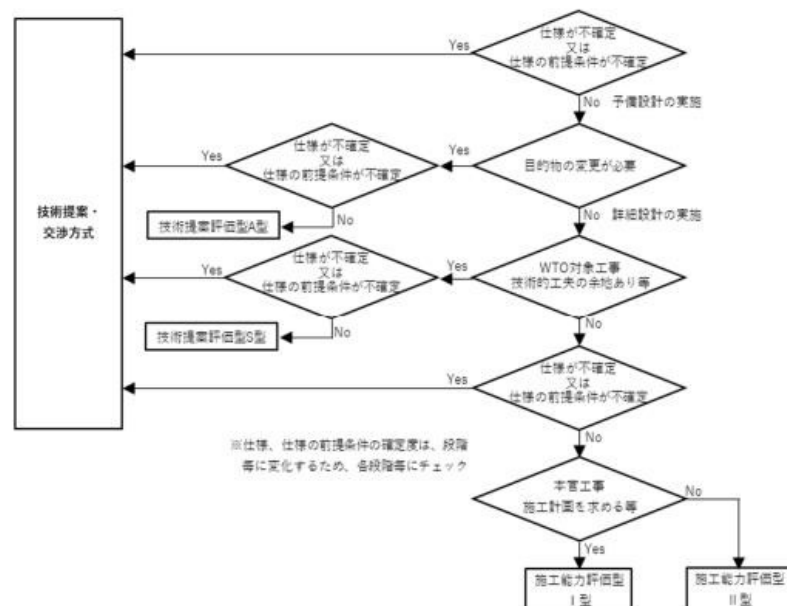 仕様が不確定
又は
仕様の前提条件が不確定
Yes
No 予備設計の実施
仕様が不確定
又は
仕様の前提条件が不確定
Yes
Yes
目的物の変更が必要
技術提案・
交渉方式
No
技術提案評価型A型
No 詳細設計の実施
仕様が不確定
又は
仕様の前提条件が不確定
Yes
Yes
WTO対象工事
技術的工夫の余地あり等
No
技術提案評価型S型
No
仕様が不確定
又は
仕様の前提条件が不確定
Yes
No
※仕様、仕様の前提条件の確定度は、段階
毎に変化するため、各段階毎にチェック
本官工事
施工計画を求める等
No
Yes
施工能力評価型
I型
施工能力評価型
II型